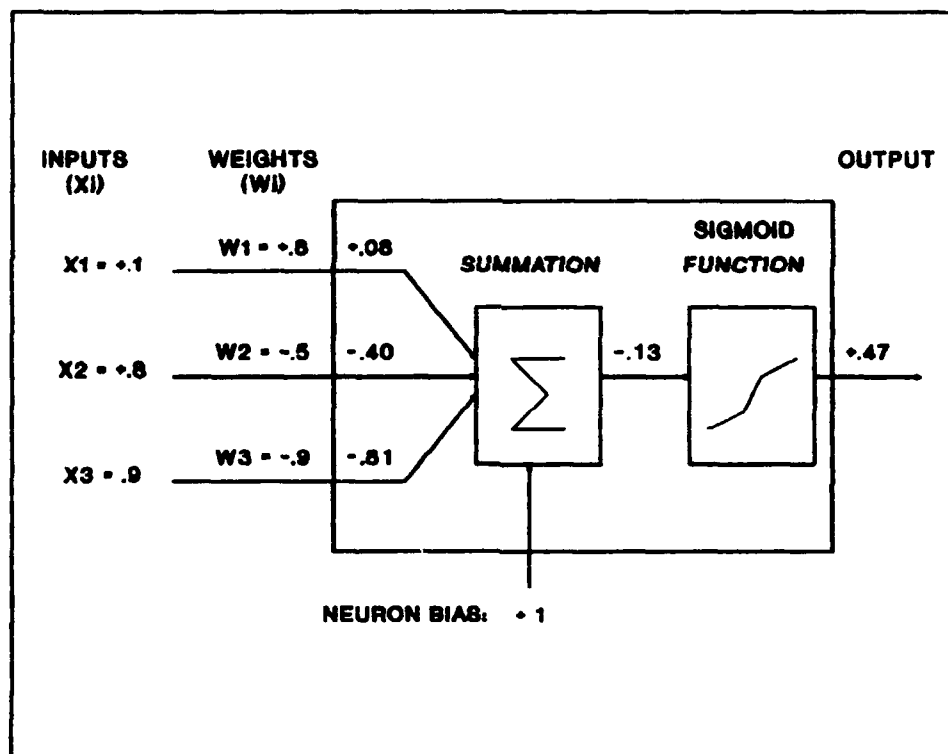 INPUTS
(Xi)
WEIGHTS
(Wi)
OUTPUT
X1 = +.1
W1 = +.8
+.08
SUMMATION
SIGMOID
FUNCTION
X2 = +.8
W2 = -.5
-.40
-.13
+.47
X3 = .9
W3 = -.9
-.81
NEURON BIAS: + 1